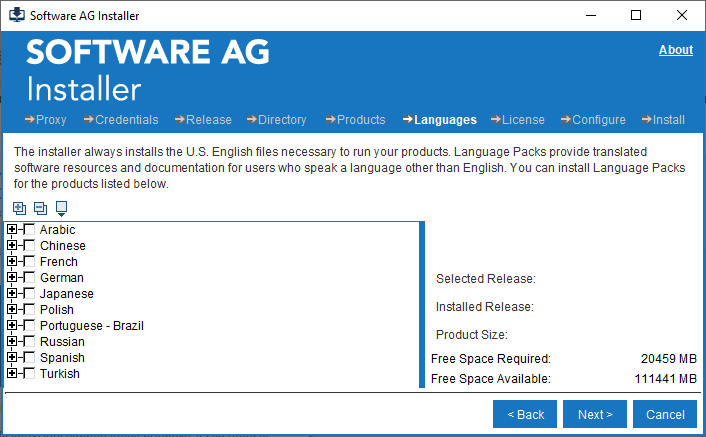 Software AG Installer
SOFTWARE AG
About
Installer
Proxy Credentials Release Directory Products Languages License Configure Install
The installer always installs the U.S. English files necessary to run your products. Language Packs provide translated
software resources and documentation for users who speak a language other than English. You can install Language Packs
for the products listed below.
Arabic
Chinese
French
German
Japanese
Polish
Portuguese - Brazil
Russian
Spanish
Turkish
Selected Release:
Installed Release:
Product Size:
Free Space Required: 20459 MB
Free Space Available: 111441 MB
< Back Next > Cancel